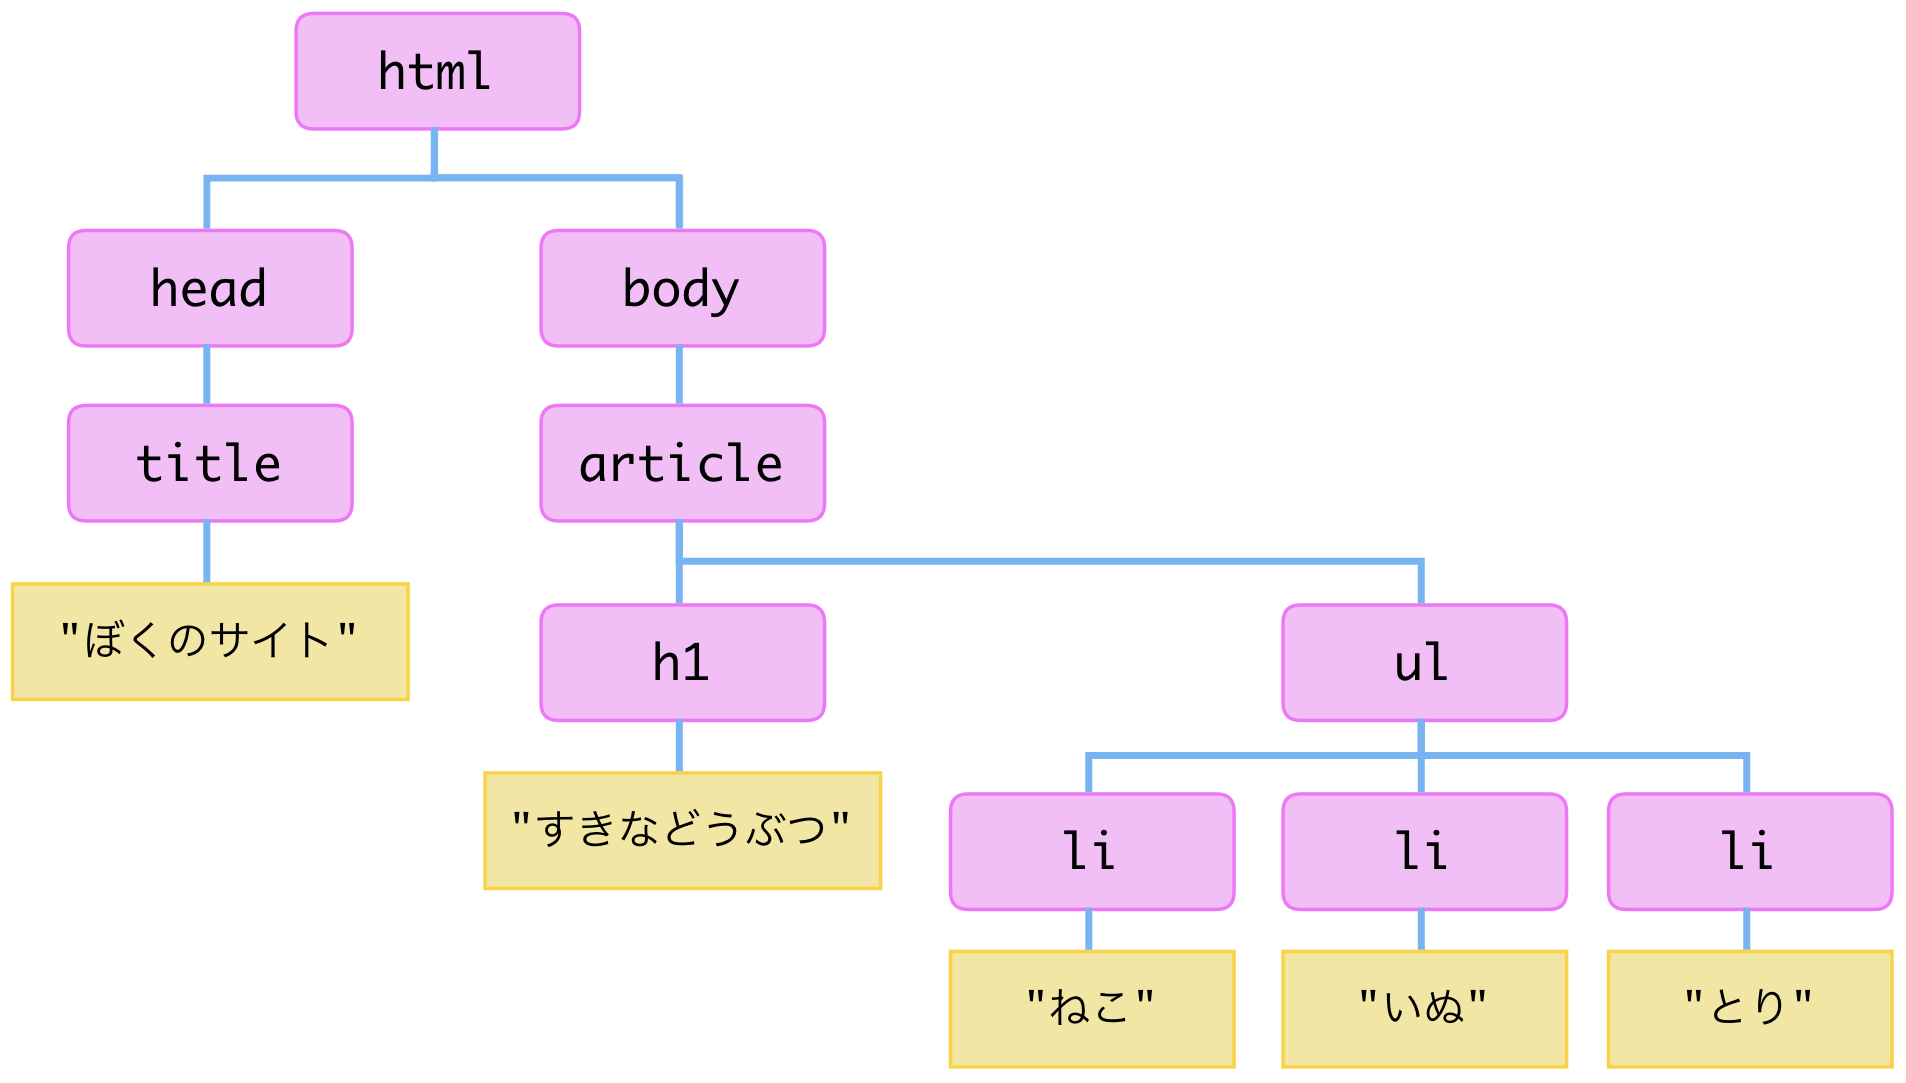 html
head
body
title
article
"ぼくのサイト"
h1
ul
"すきなどうぶつ"
li
li
li
"ねこ"
"いぬ"
"とり"